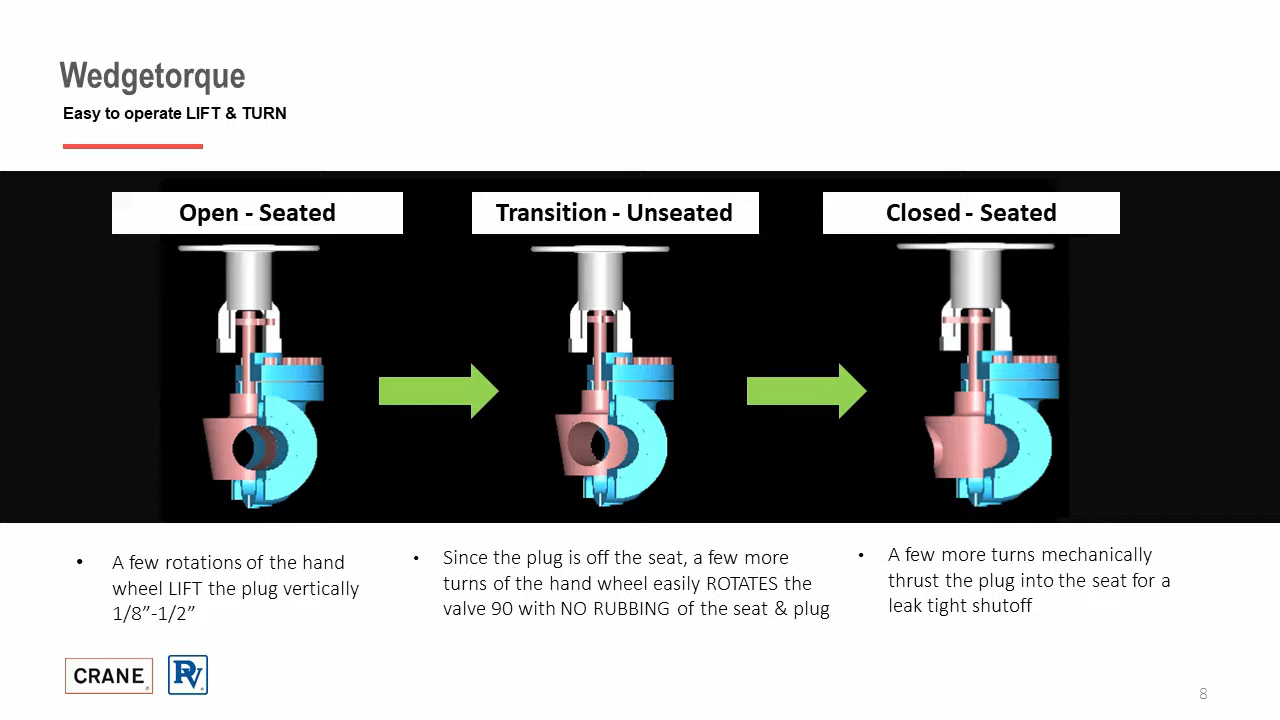 Wedgetorque
Easy to operate LIFT & TURN
Open - Seated
Transition - Unseated
Closed - Seated
• A few rotations of the hand
wheel LIFT the plug vertically
1/8”-1/2”
• Since the plug is off the seat, a few more
turns of the hand wheel easily ROTATES the
valve 90 with NO RUBBING of the seat & plug
• A few more turns mechanically
thrust the plug into the seat for a
leak tight shutoff
CRANE®
PV®
8